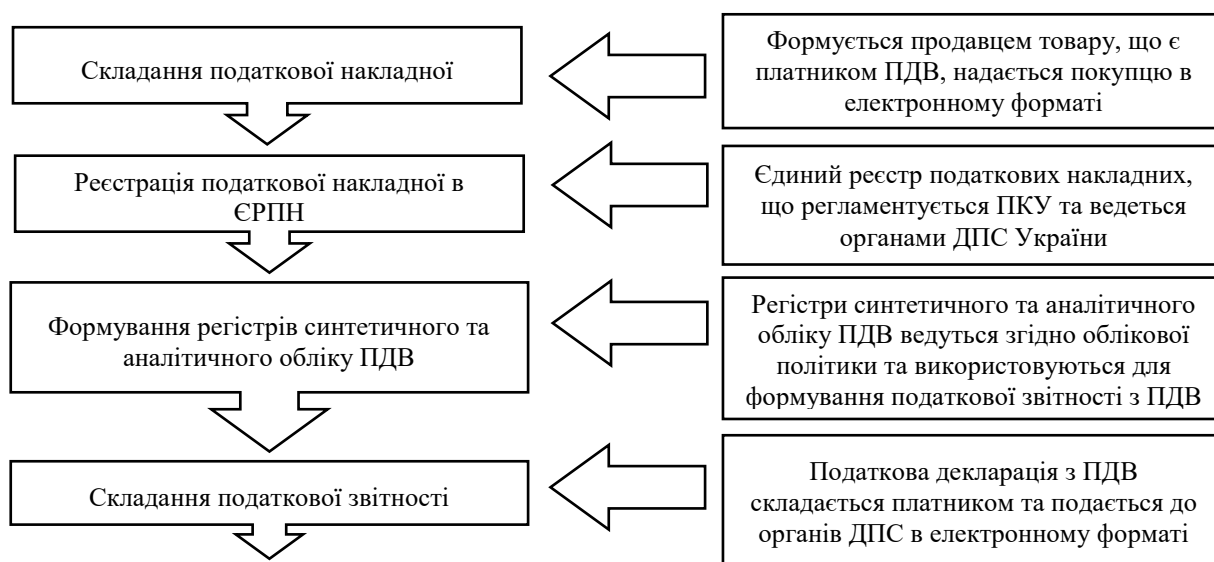 Складання податкової накладної
Формується продавцем товару, що є
платником ПДВ, надається покупцю в
електронному форматі
Реєстрація податкової накладної в
ЄРПН
Єдиний реєстр податкових накладних,
що регламентується ПКУ та ведеться
органами ДПС України
Формування регістрів синтетичного та
аналітичного обліку ПДВ
Регістри синтетичного та аналітичного
обліку ПДВ ведуться згідно облікової
політики та використовуються для
формування податкової звітності з ПДВ
Складання податкової звітності
Податкова декларація з ПДВ
складається платником та подається до
органів ДПС в електронному форматі